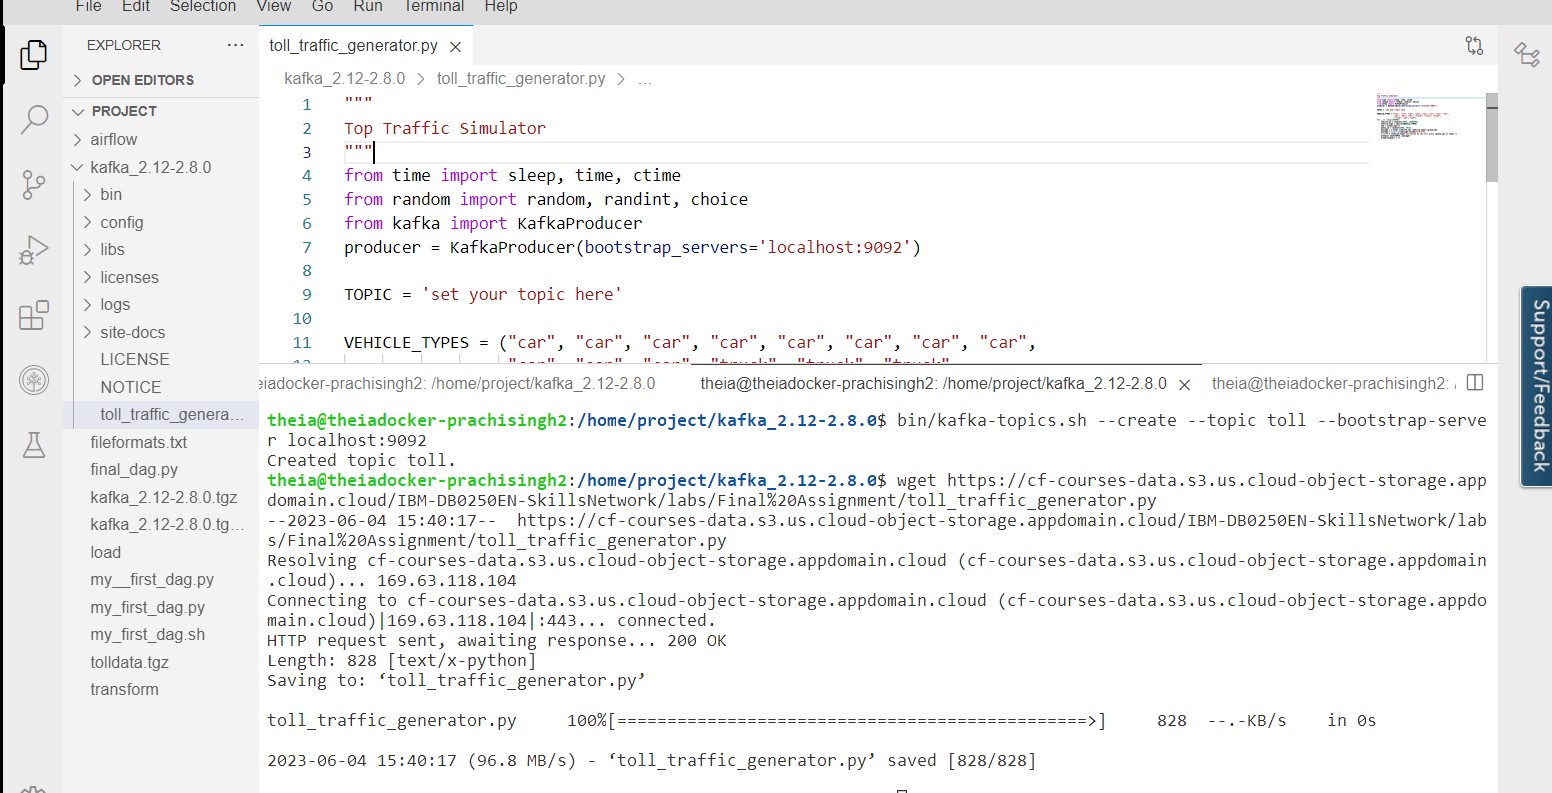 File Edit Selection View Go Run Terminal Help
EXPLORER
OPEN EDITORS
PROJECT
airflow
kafka_2.12-2.8.0
bin
config
libs
licenses
logs
site-docs
LICENSE
NOTICE
toll_traffic_genera...
fileformats.txt
final_dag.py
kafka_2.12-2.8.0.tgz
kafka_2.12-2.8.0.tg...
load
my__first_dag.py
my_first_dag.py
my_first_dag.sh
tolldata.tgz
transform
toll_traffic_generator.py
kafka_2.12-2.8.0 > toll_traffic_generator.py > ...
1 """
2 Top Traffic Simulator
3 """
4 from time import sleep, time, ctime
5 from random import random, randint, choice
6 from kafka import KafkaProducer
7 producer = KafkaProducer(bootstrap_servers='localhost:9092')
8
9 TOPIC = 'set your topic here'
10
11 VEHICLE_TYPES = ("car", "car", "car", "car", "car", "car", "car", "car",
12 "car", "car", "car", "truck", "truck", "truck",
eiadocker-prachisingh2: /home/project/kafka_2.12-2.8.0
theia@theiadocker-prachisingh2: /home/project/kafka_2.12-2.8.0
theia@theiadocker-prachisingh2: /
theia@theiadocker-prachisingh2:/home/project/kafka_2.12-2.8.0$ bin/kafka-topics.sh --create --topic toll --bootstrap-serve
r localhost:9092
Created topic toll.
theia@theiadocker-prachisingh2:/home/project/kafka_2.12-2.8.0$ wget https://cf-courses-data.s3.us.cloud-object-storage.app
domain.cloud/IBM-DB0250EN-SkillsNetwork/labs/Final%20Assignment/toll_traffic_generator.py
--2023-06-04 15:40:17-- https://cf-courses-data.s3.us.cloud-object-storage.appdomain.cloud/IBM-DB0250EN-SkillsNetwork/lab
s/Final%20Assignment/toll_traffic_generator.py
Resolving cf-courses-data.s3.us.cloud-object-storage.appdomain.cloud (cf-courses-data.s3.us.cloud-object-storage.appdomain
.cloud)... 169.63.118.104
Connecting to cf-courses-data.s3.us.cloud-object-storage.appdomain.cloud (cf-courses-data.s3.us.cloud-object-storage.appdo
main.cloud)|169.63.118.104|:443... connected.
HTTP request sent, awaiting response... 200 OK
Length: 828 [text/x-python]
Saving to: ‘toll_traffic_generator.py’
toll_traffic_generator.py 100%[===============================================>] 828 --.-KB/s in 0s
2023-06-04 15:40:17 (96.8 MB/s) - ‘toll_traffic_generator.py’ saved [828/828]
Support/Feedback